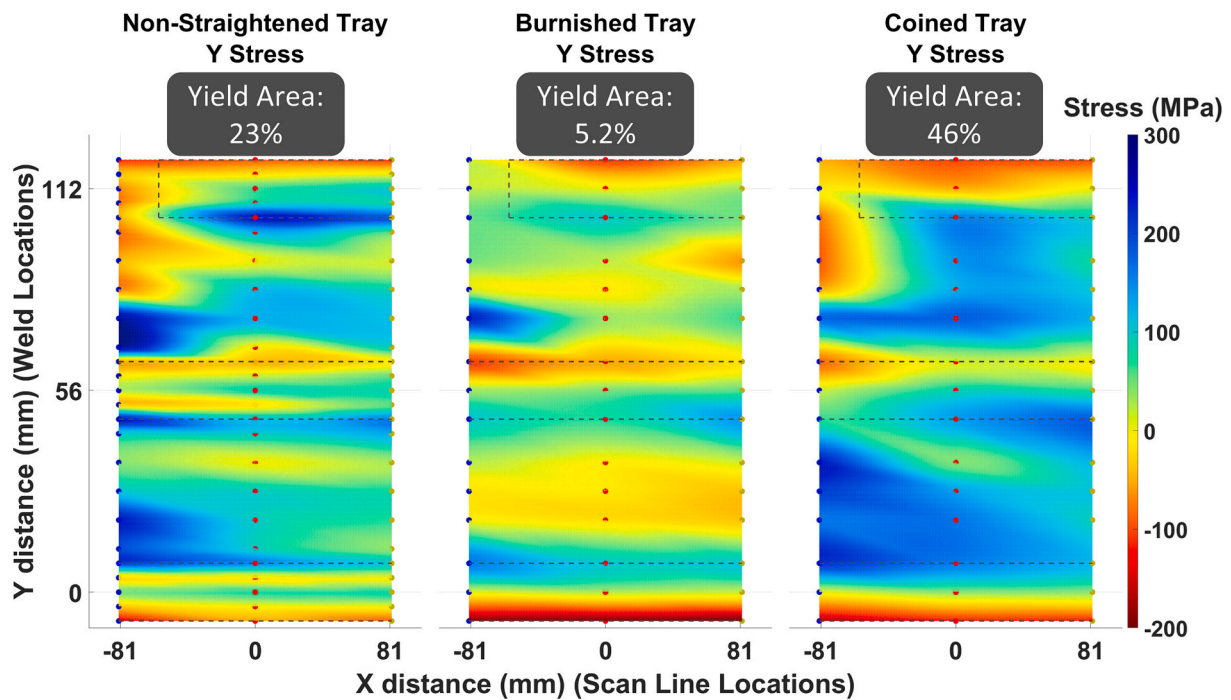 Non-Straightened Tray
Y Stress
Yield Area:
23%
Burnished Tray
Y Stress
Yield Area:
5.2%
Coined Tray
Y Stress
Yield Area:
46%
Stress (MPa)
300
200
100
0
-100
-200
Y distance (mm) (Weld Locations)
112
56
0
-81
0
81
-81
0
81
-81
0
81
X distance (mm) (Scan Line Locations)